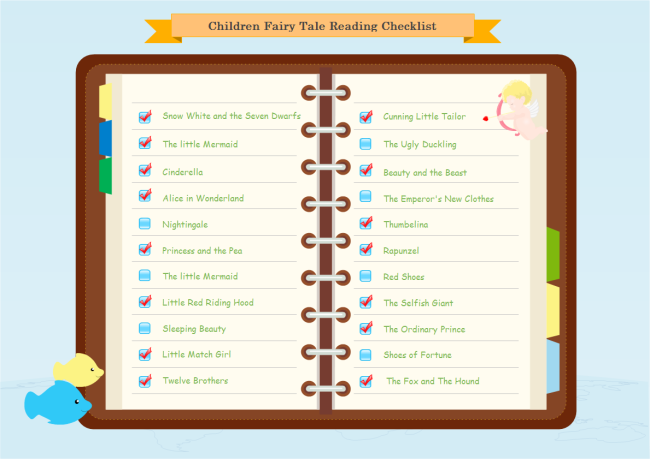 Children Fairy Tale Reading Checklist
Snow White and the Seven Dwarfs
The little Mermaid
Cinderella
Alice in Wonderland
Nightingale
Princess and the Pea
The little Mermaid
Little Red Riding Hood
Sleeping Beauty
Little Match Girl
Twelve Brothers
Cunning Little Tailor
The Ugly Duckling
Beauty and the Beast
The Emperor's New Clothes
Thumbelina
Rapunzel
Red Shoes
The Selfish Giant
The Ordinary Prince
Shoes of Fortune
The Fox and The Hound